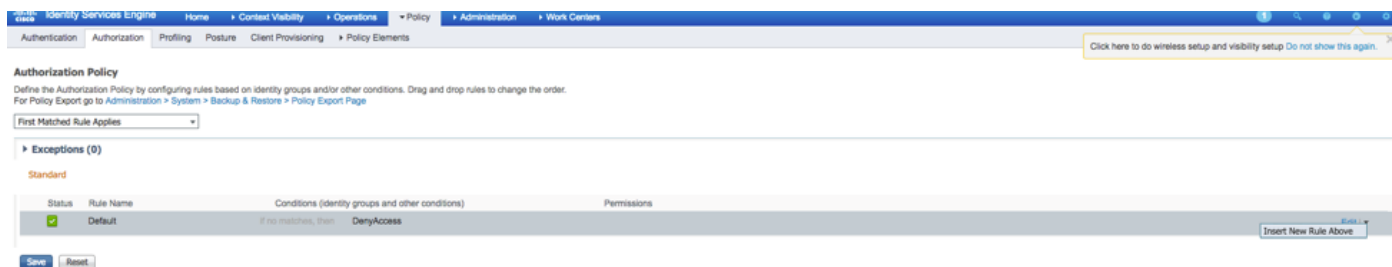 cisco Identity Services Engine Home Context Visibility Operations Policy Administration Work Centers 1
Authentication Authorization Profiling Posture Client Provisioning Policy Elements
Click here to do wireless setup and visibility setup Do not show this again.
Authorization Policy
Define the Authorization Policy by configuring rules based on identity groups and/or other conditions. Drag and drop rules to change the order.
For Policy Export go to Administration > System > Backup & Restore > Policy Export Page
First Matched Rule Applies
Exceptions (0)
Standard
Status Rule Name Conditions (identity groups and other conditions) Permissions
Default If no matches, then DenyAccess Edit
Insert New Rule Above
Save Reset